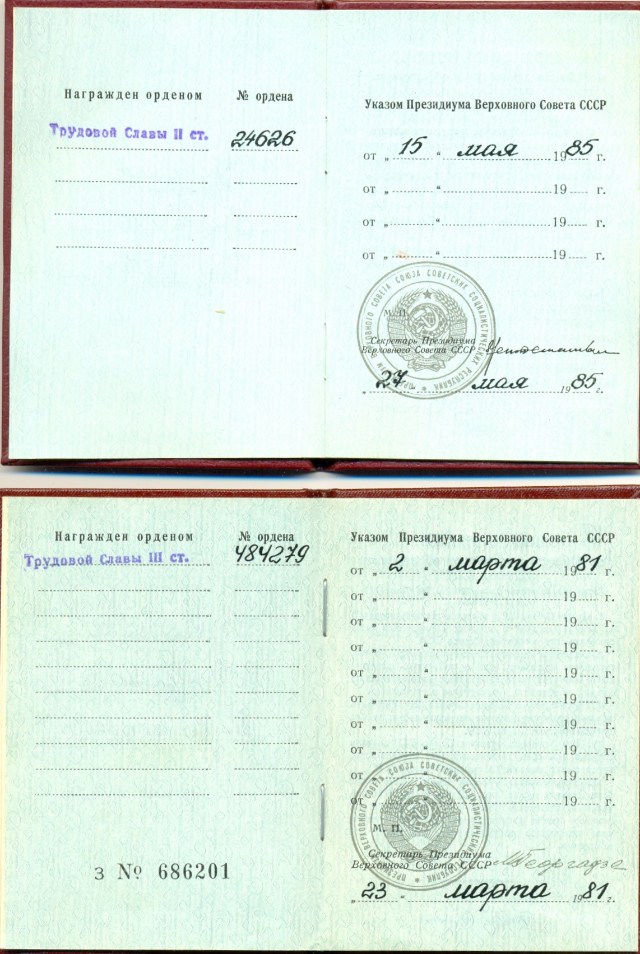 Награжден орденом № ордена
Трудовой Славы II ст. 24626
Указом Президиума Верховного Совета СССР
от „ 15 “ мая 1985 г.
от „ “ 19 г.
от „ “ 19 г.
от „ “ 19 г.
М. П.
Секретарь Президиума
Верховного Совета СССР
„ 27 мая 1985 г.
Награжден орденом № ордена
Трудовой Славы III ст. 484279
З № 686201
Указом Президиума Верховного Совета СССР
от „ 2 “ марта 1981 г.
от „ “ 19 г.
от „ “ 19 г.
от „ “ 19 г.
от „ “ 19 г.
от „ “ 19 г.
от „ “ 19 г.
от „ “ 19 г.
от „ “ 19 г.
от „ “ 19 г.
М. П.
Секретарь Президиума
Верховного Совета СССР М Георгадзе
„ 23 “ марта 1981 г.